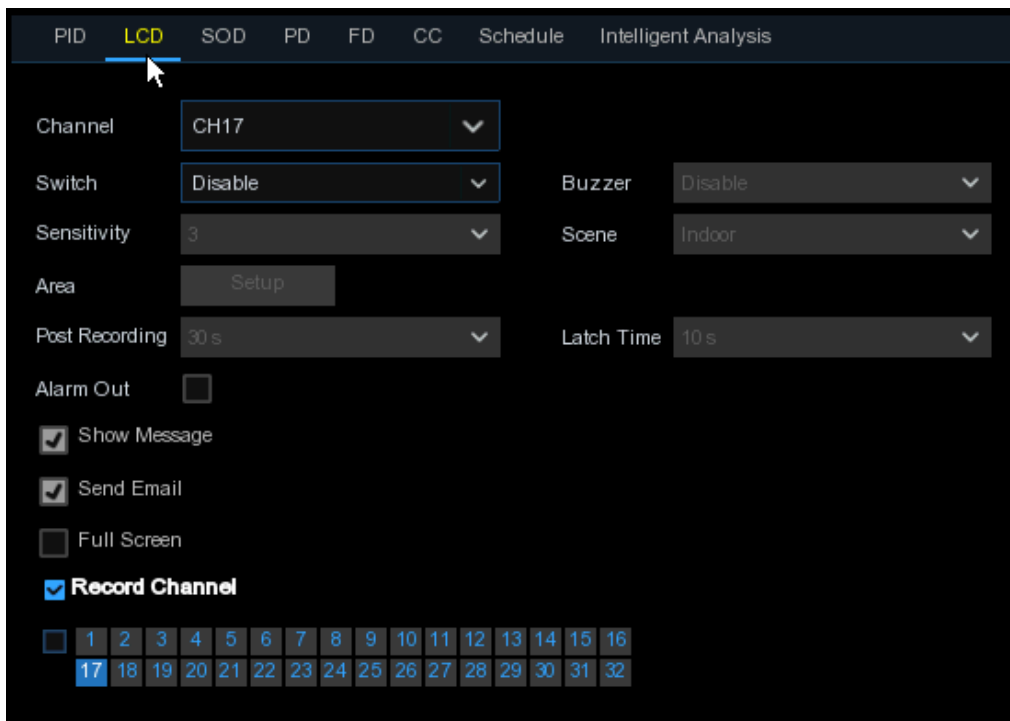 PID LCD SOD PD FD CC Schedule Intelligent Analysis
Channel CH17
Switch Disable Buzzer Disable
Sensitivity 3 Scene Indoor
Area Setup
Post Recording 30 s Latch Time 10 s
Alarm Out
Show Message
Send Email
Full Screen
Record Channel
1 2 3 4 5 6 7 8 9 10 11 12 13 14 15 16
17 18 19 20 21 22 23 24 25 26 27 28 29 30 31 32